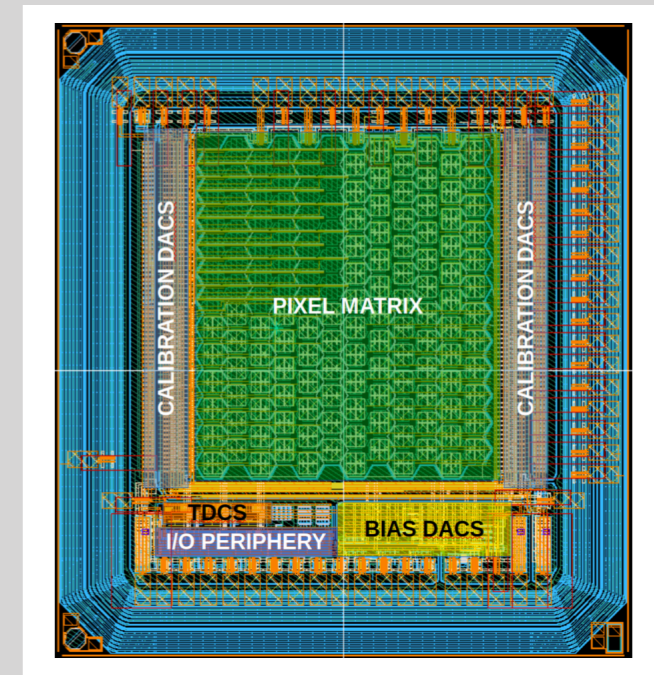 CALIBRATION DACS
PIXEL MATRIX
CALIBRATION DACS
TDCS
BIAS DACS
I/O PERIPHERY